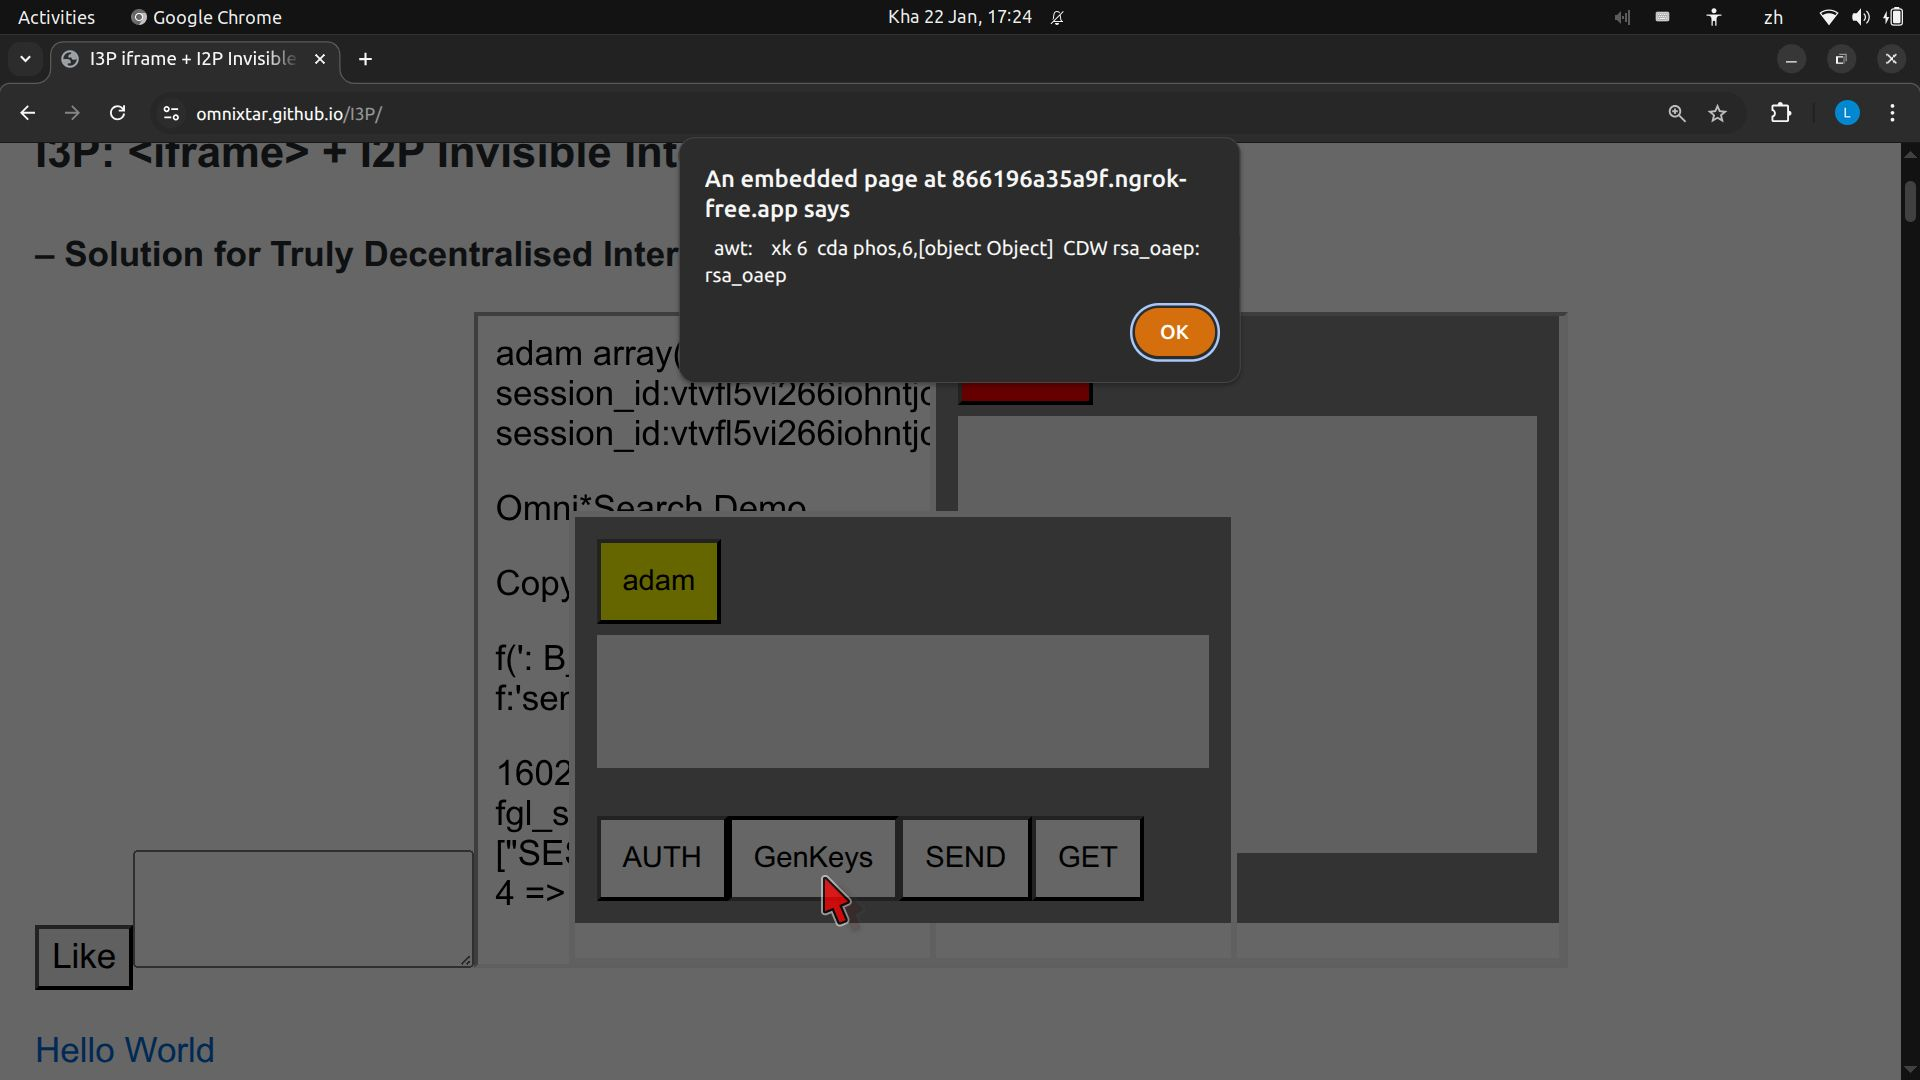 Activities
Google Chrome
Kha 22 Jan, 17:24
zh
I3P iframe + I2P Invisible
omnixtar.github.io/I3P/
L
I3P: <iframe> + I2P Invisible Int
– Solution for Truly Decentralised Inter
An embedded page at 866196a35a9f.ngrok-
free.app says
awt: xk 6 cda phos,6,[object Object] CDW rsa_oaep:
rsa_oaep
OK
adam array(
session_id:vtvfl5vi266iohntjc
session_id:vtvfl5vi266iohntjc
Omni*Search Demo
Copy
f(': B_
f:'ser
1602
fgl_s
["SES
4 =>
adam
AUTH
GenKeys
SEND
GET
Like
Hello World